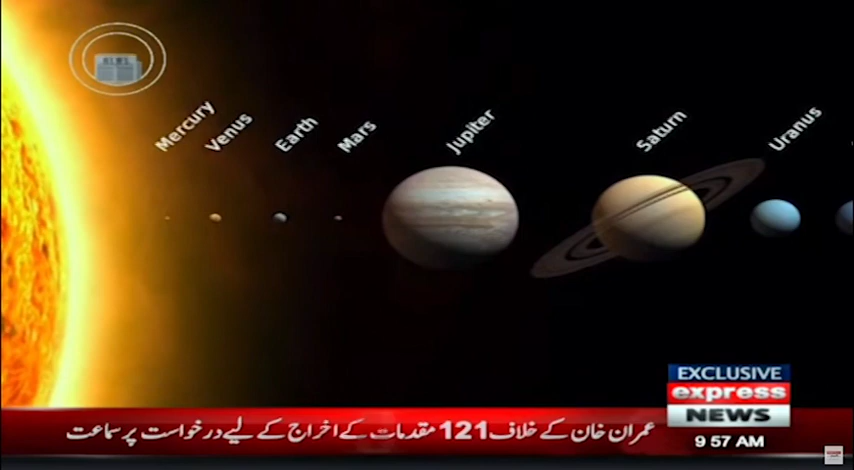 NEWS
Mercury
Venus
Earth
Mars
Jupiter
Saturn
Uranus
EXCLUSIVE
express
NEWS
عمران خان کے خلاف 121 مقدمات کے اخراج کے لیے درخواست پر سماعت
9 57 AM